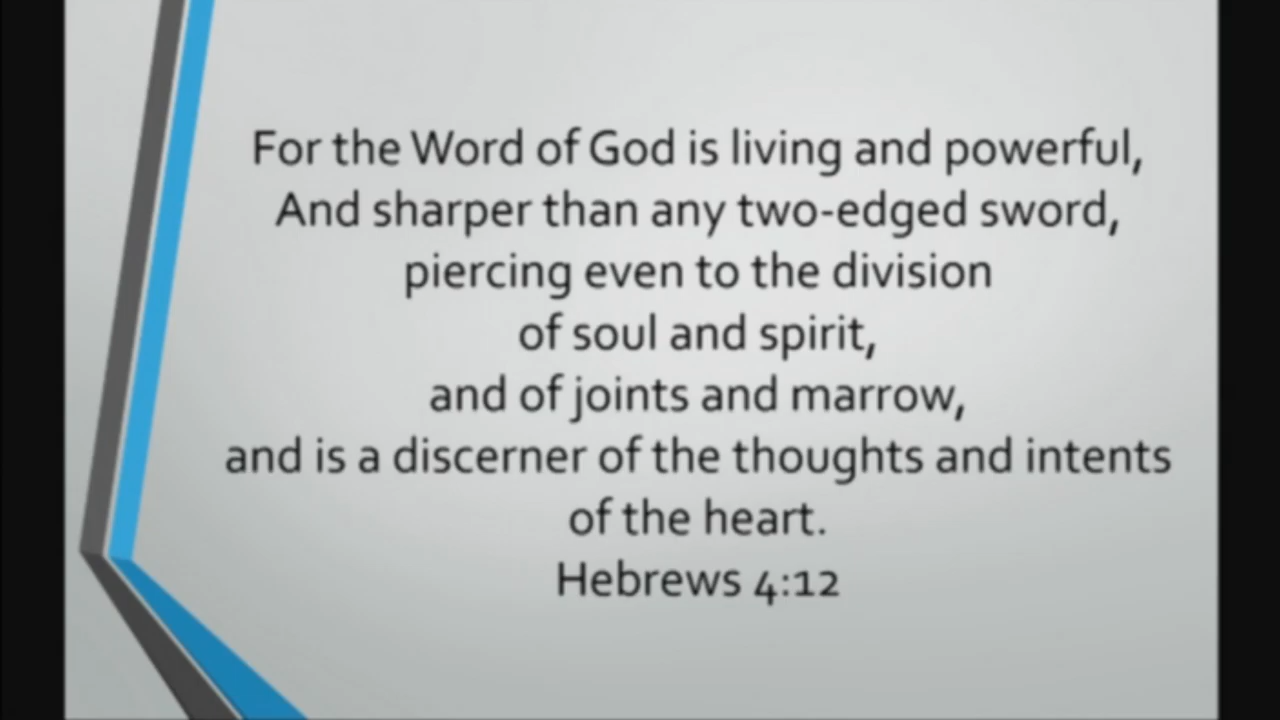 For the Word of God is living and powerful,
And sharper than any two-edged sword,
piercing even to the division
of soul and spirit,
and of joints and marrow,
and is a discerner of the thoughts and intents
of the heart.
Hebrews 4:12